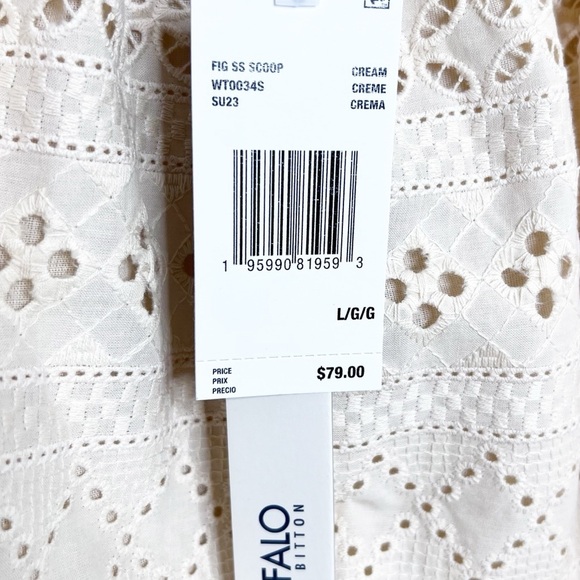 FIG SS SCOOP CREAM
WT0034S CREME
SU23 CREMA
1 95990 81959 3
L/G/G
PRICE
PRIX $79.00
PRECIO
FALO
BITTON